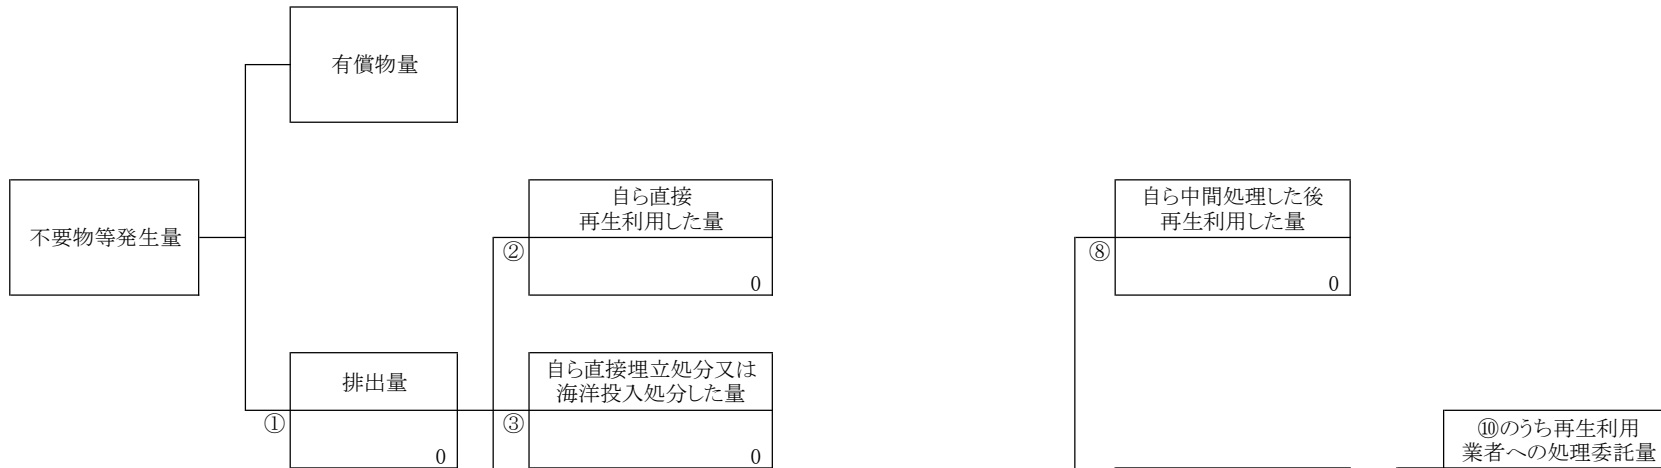 有償物量
不要物等発生量
自ら直接
再生利用した量
②
0
自ら中間処理した後
再生利用した量
⑧
0
排出量
①
0
自ら直接埋立処分又は
海洋投入処分した量
③
0
⑩のうち再生利用
業者への処理委託量